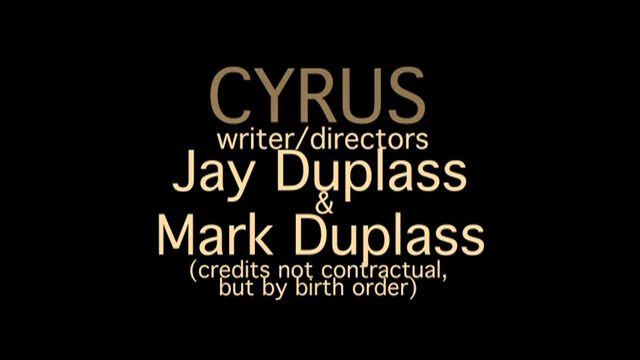 CYRUS
writer/directors
Jay Duplass
&
Mark Duplass
(credits not contractual,
but by birth order)